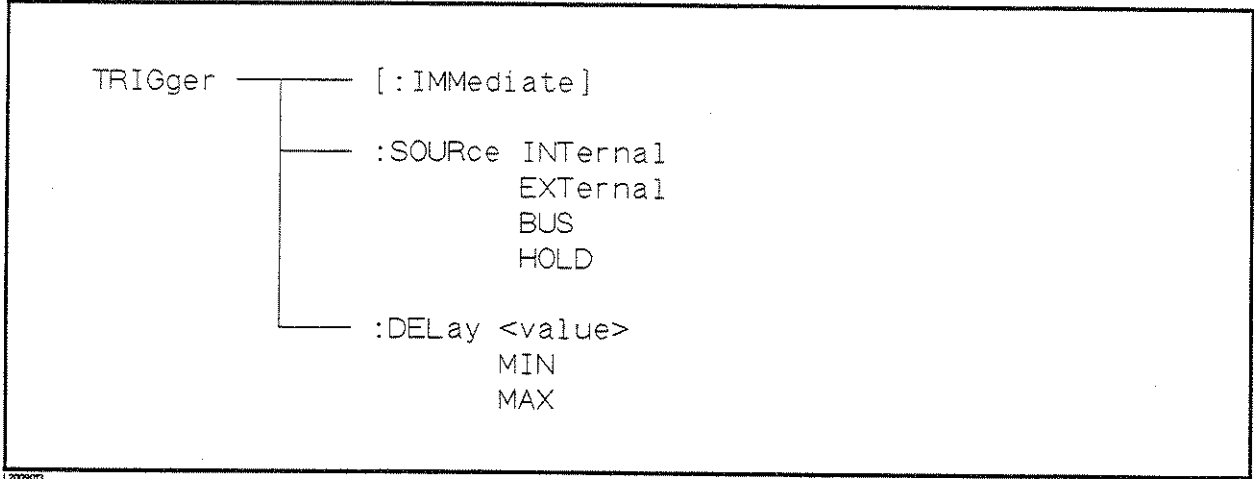 TRIGger [:IMMediate]
:SOURce INTernal
EXTernal
BUS
HOLD
:DELay <value>
MIN
MAX